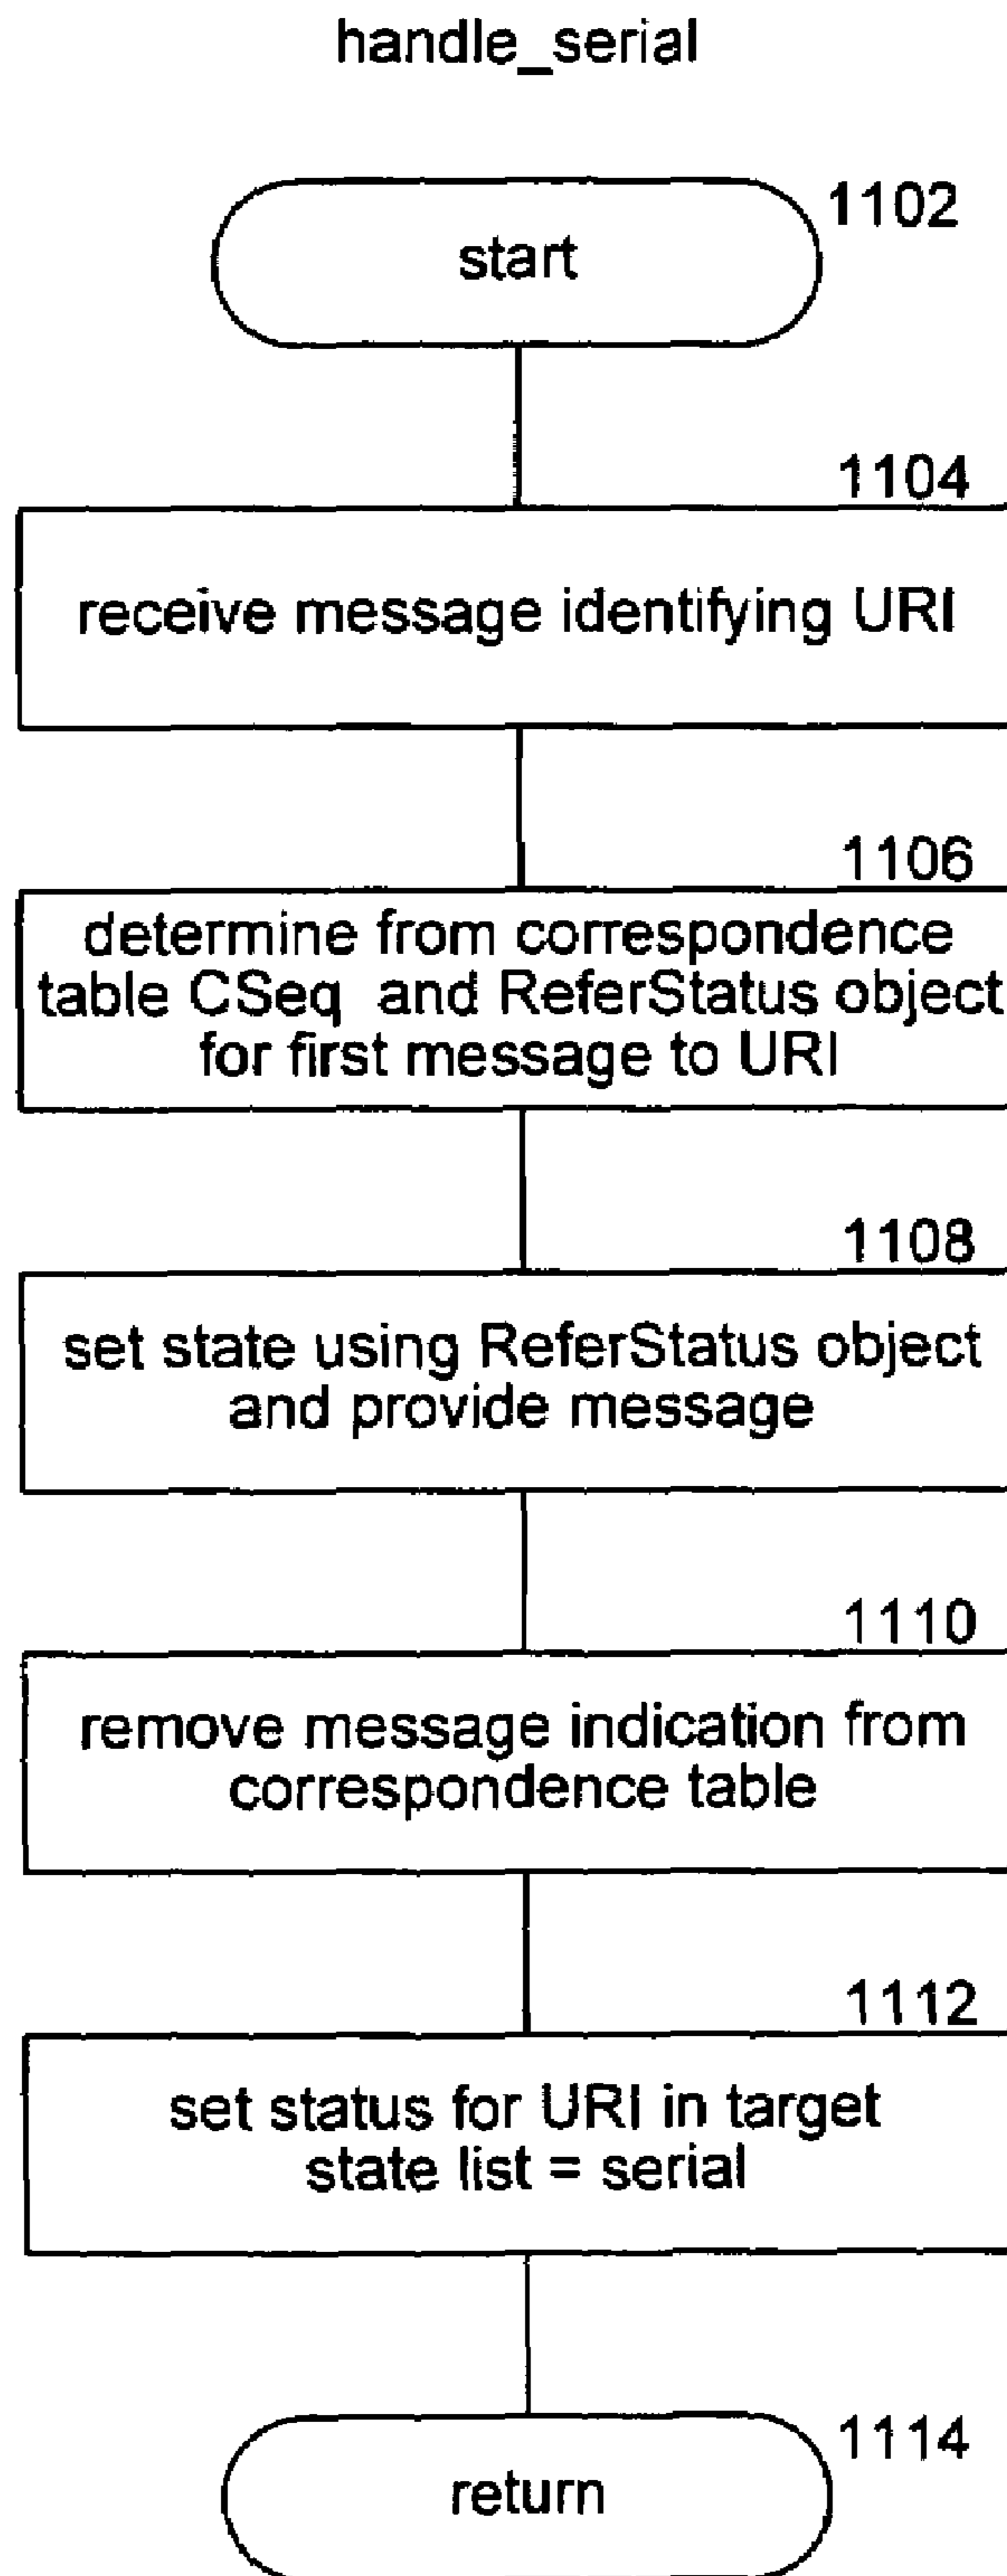 handle_serial
1102
start
1104
receive message identifying URI
1106
determine from correspondence
table CSeq and ReferStatus object
for first message to URI
1108
set state using ReferStatus object
and provide message
1110
remove message indication from
correspondence table
1112
set status for URI in target
state list = serial
1114
return